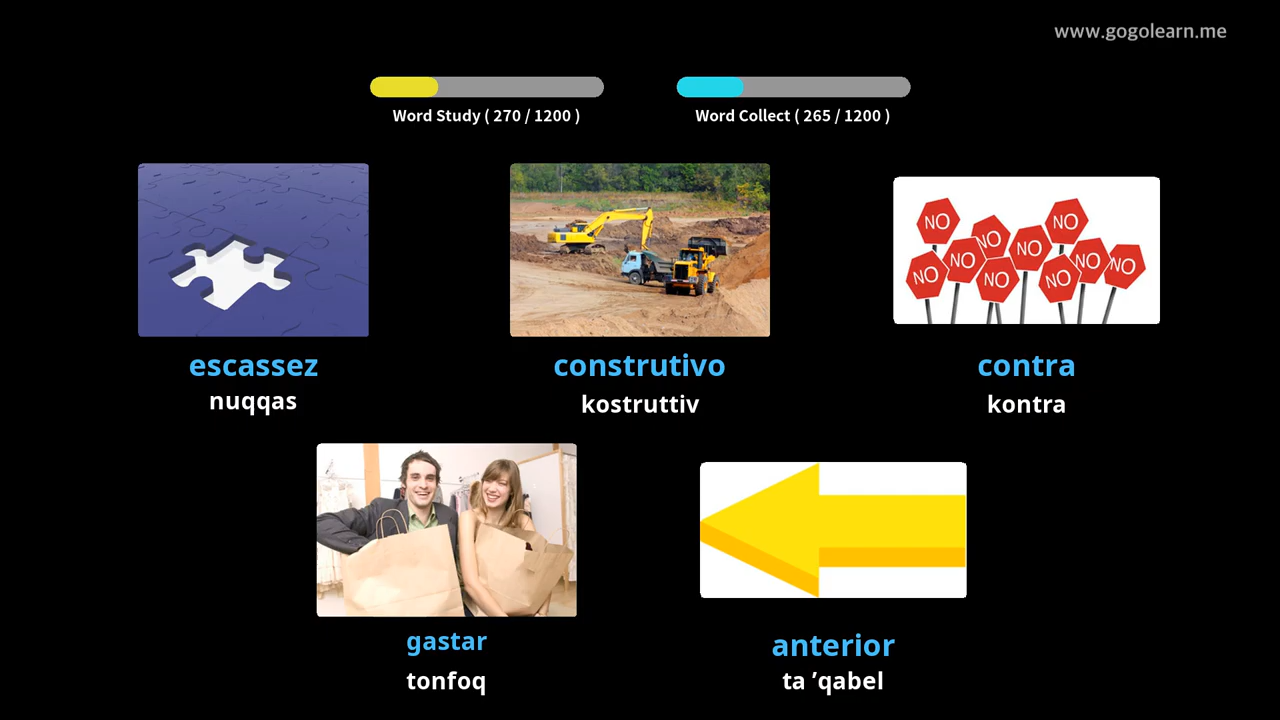 www.gogolearn.me
Word Study ( 270 / 1200 )
Word Collect ( 265 / 1200 )
NO
NO
NO
NO
NO
NO
NO
NO
NO
escassez
nuqqas
construtivo
kostruttiv
contra
kontra
gastar
tonfoq
anterior
ta ’qabel